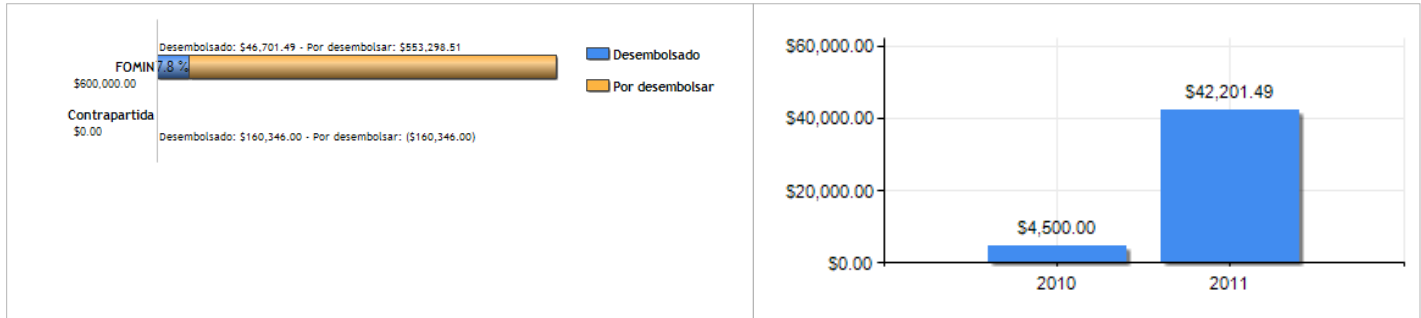 Desembolsado: $46,701.49 - Por desembolsar: $553,298.51
FOMIN
7.8 %
$600,000.00
Contrapartida
$0.00
Desembolsado: $160,346.00 - Por desembolsar: ($160,346.00)
Desembolsado
Por desembolsar
$60,000.00
$40,000.00
$20,000.00
$0.00
$4,500.00
$42,201.49
2010
2011